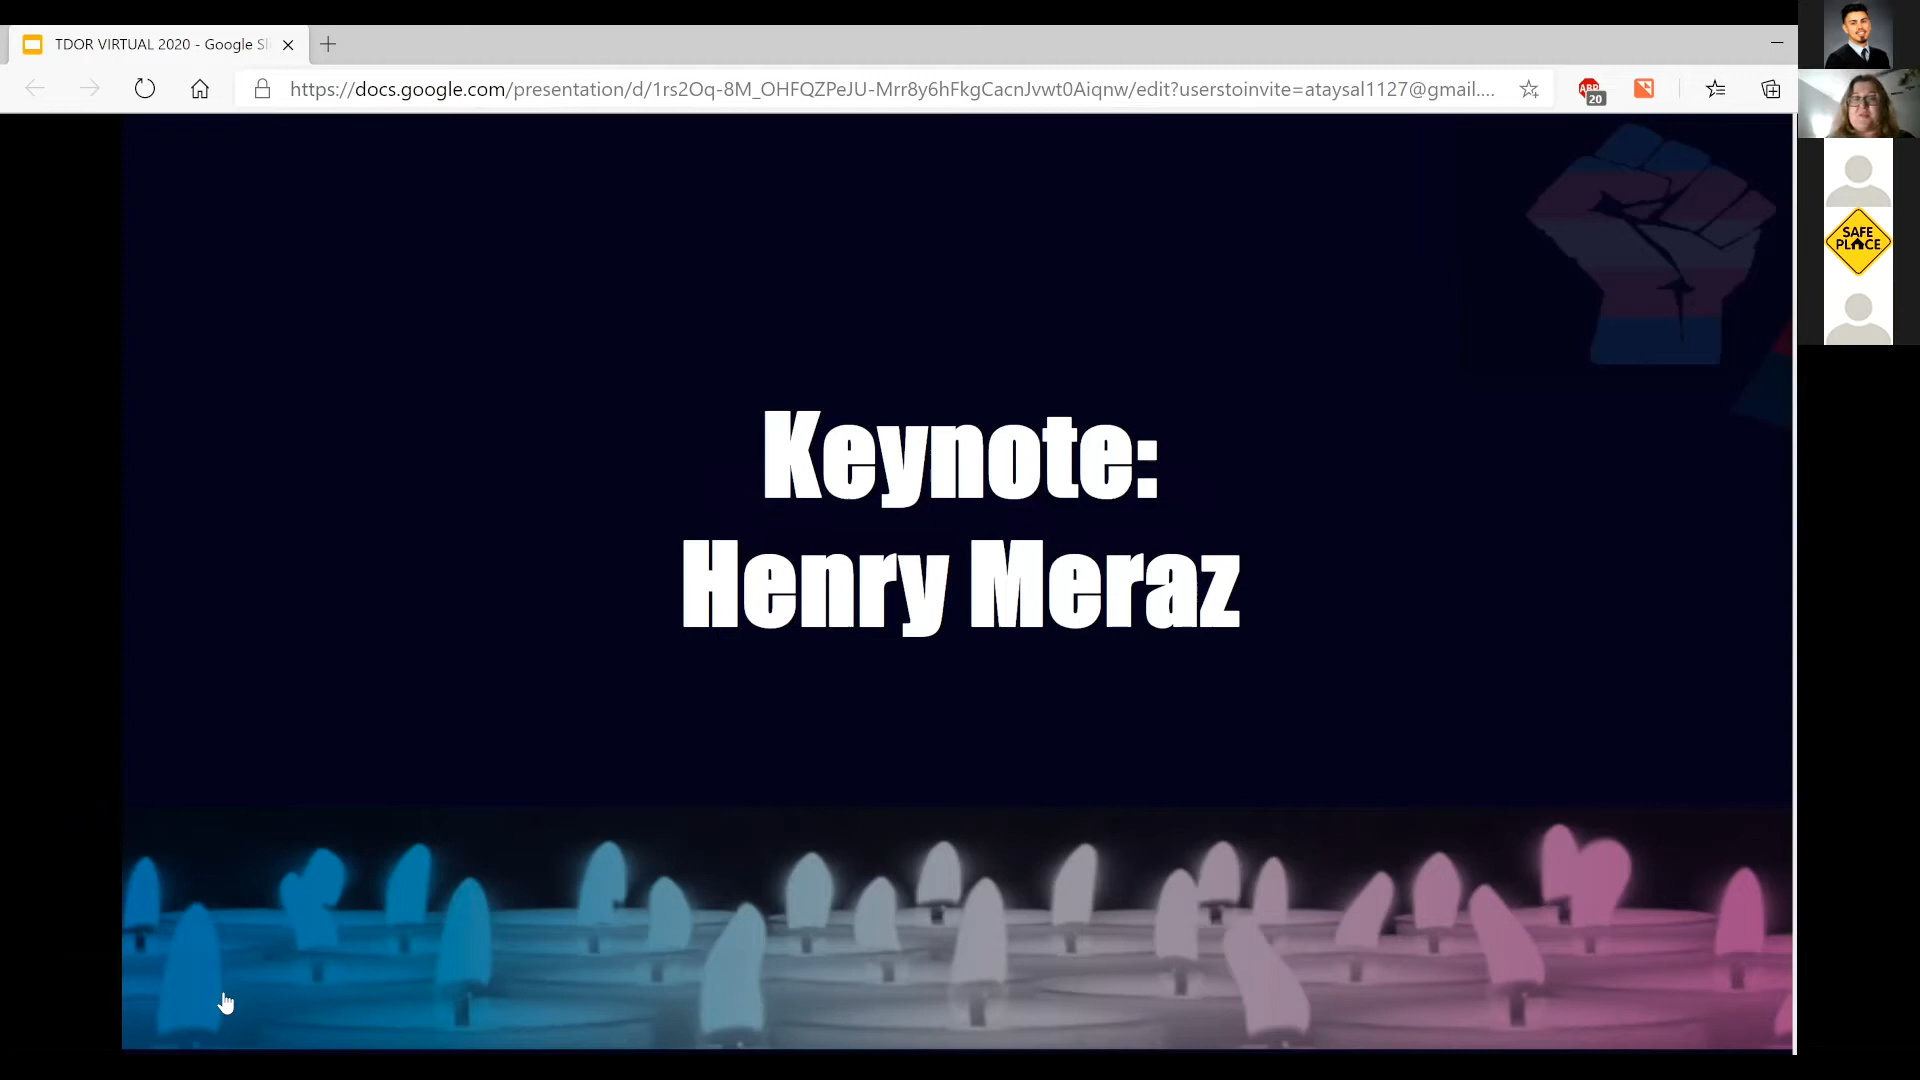 TDOR VIRTUAL 2020 - Google Sl
https://docs.google.com/presentation/d/1rs2Oq-8M_OHFQZPeJU-Mrr8y6hFkgCacnJvwt0Aiqnw/edit?userstoinvite=ataysal1127@gmail....
ABP
20
SAFE
PLACE
Keynote:
Henry Meraz